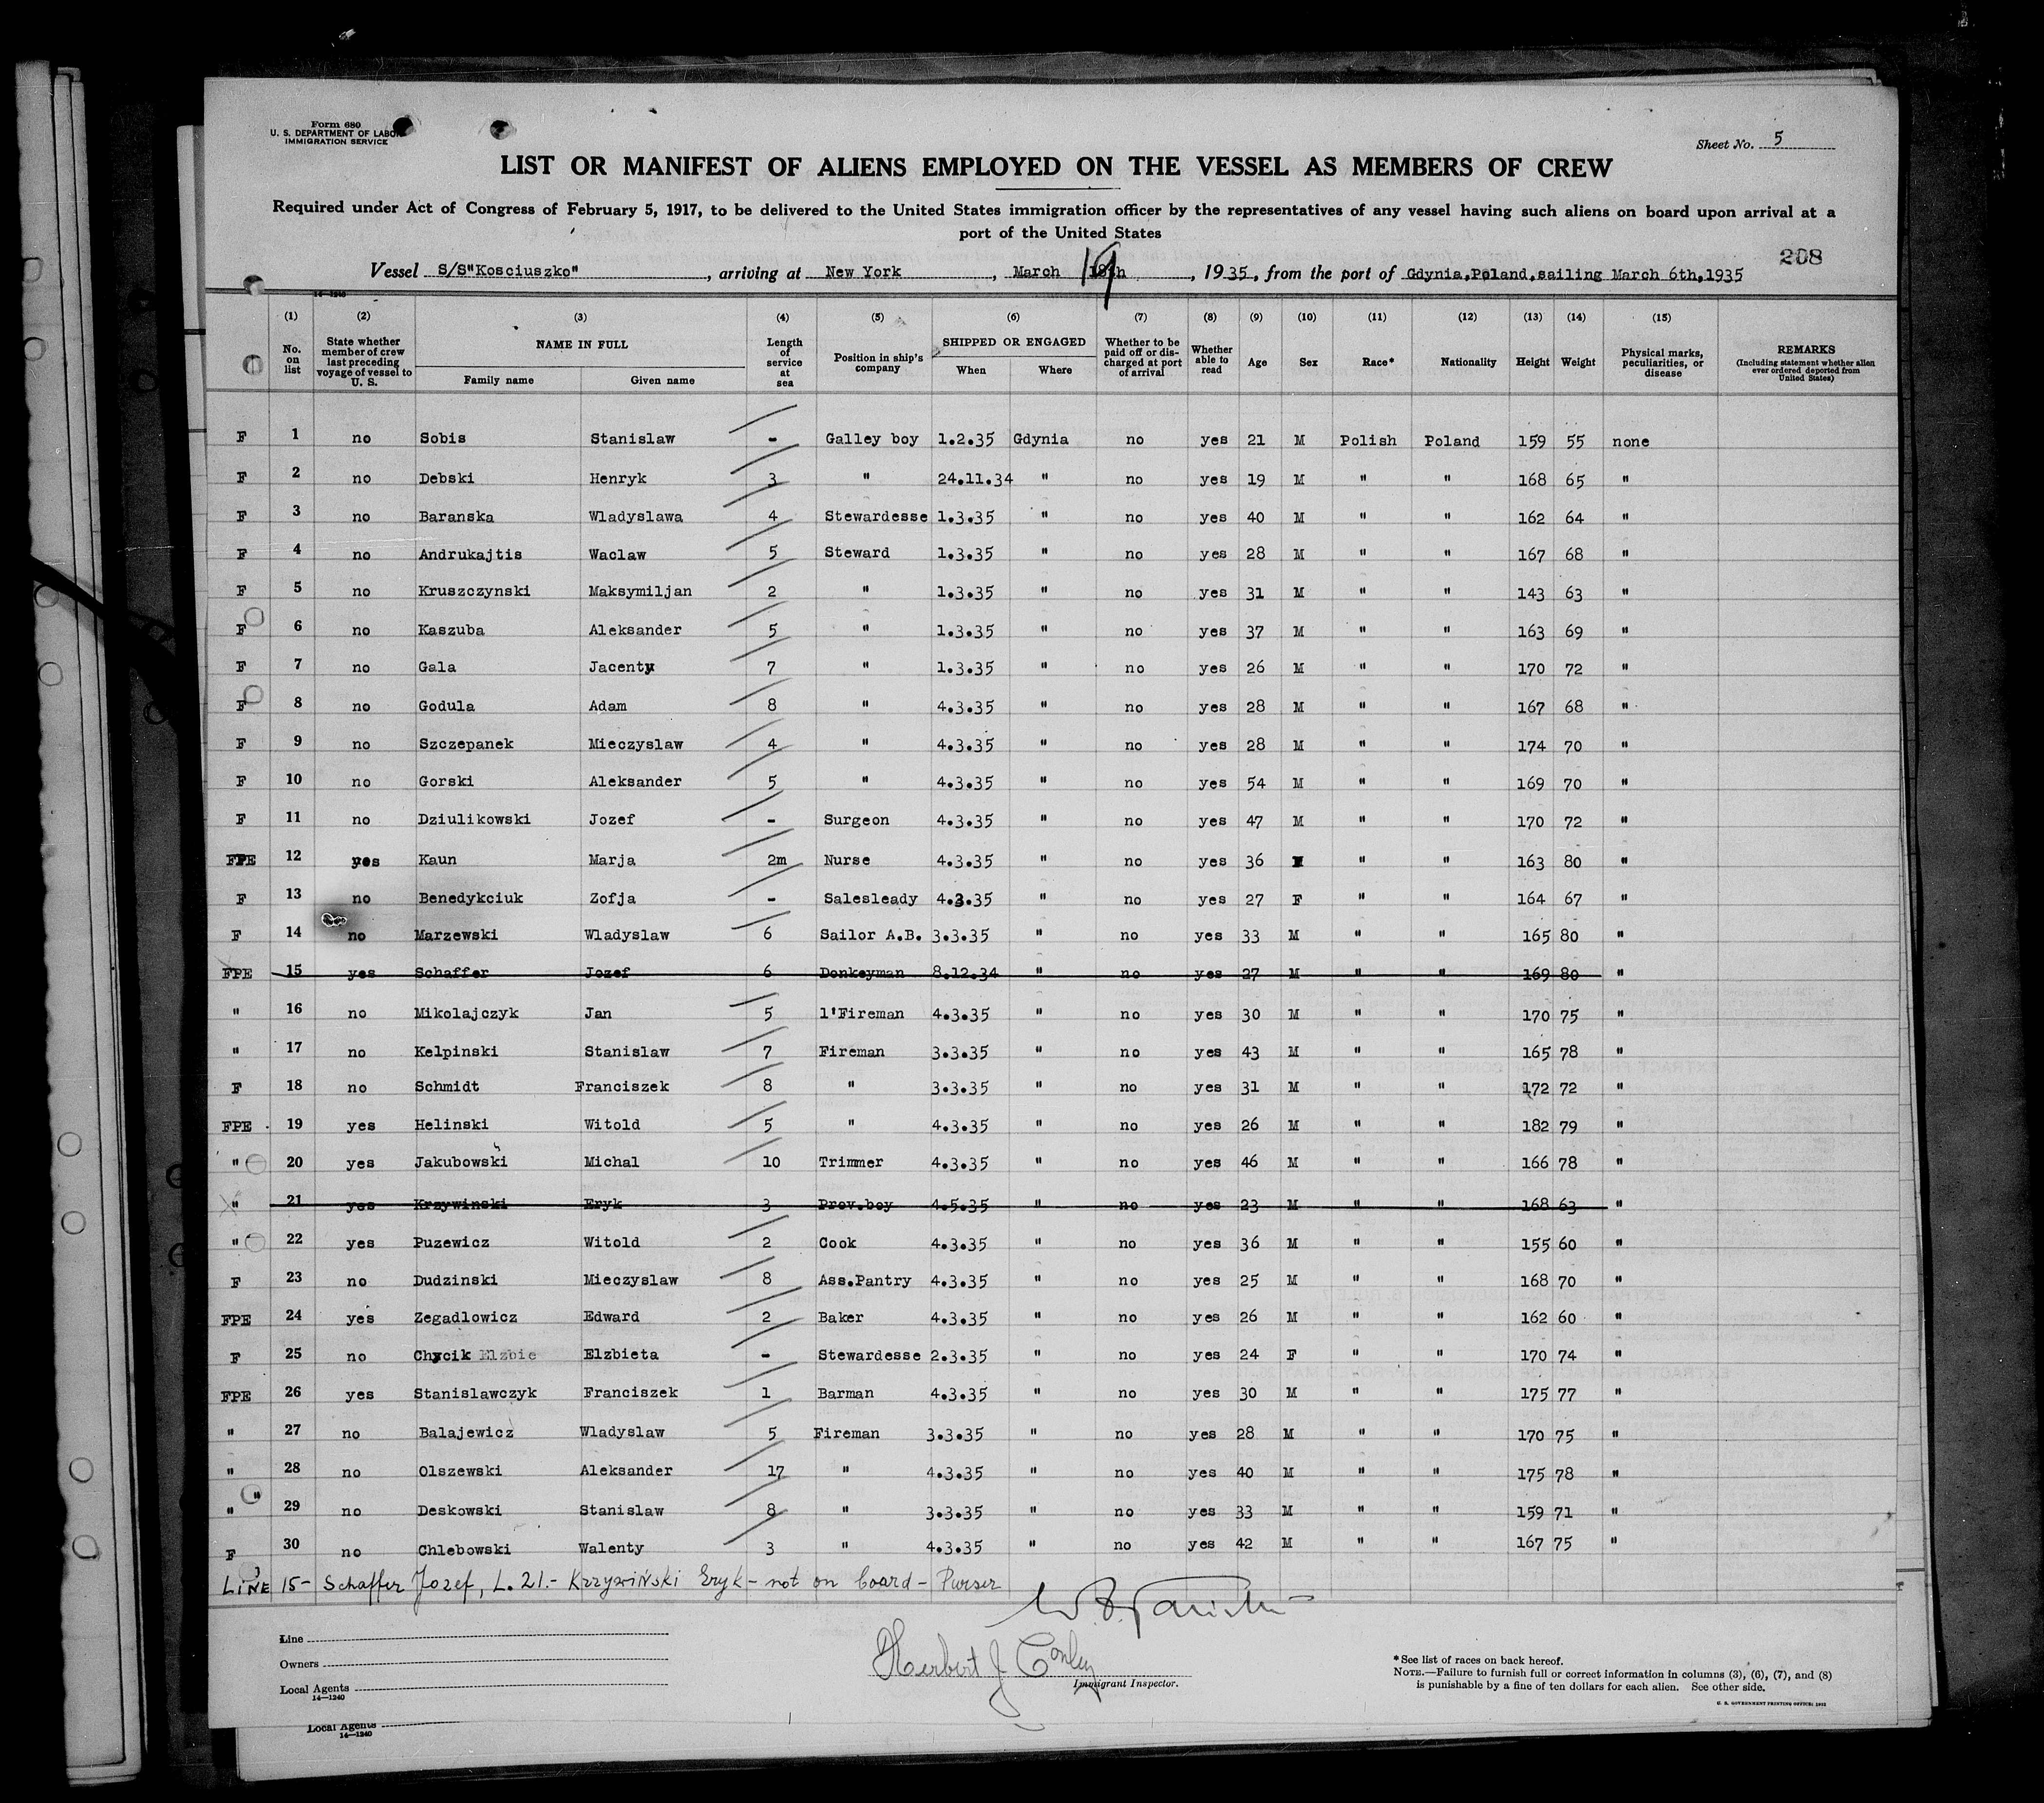 Form 680
U. S. DEPARTMENT OF LABOR
IMMIGRATION SERVICE
Sheet No. 5
LIST OR MANIFEST OF ALIENS EMPLOYED ON THE VESSEL AS MEMBERS OF CREW
Required under Act of Congress of February 5, 1917, to be delivered to the United States immigration officer by the representatives of any vessel having such aliens on board upon arrival at a
port of the United States
208
Vessel S/S"Kosciuszko", arriving at New York, March 19, 1935, from the port of Gdynia,Poland,sailing March 6th,1935
14—1240
(1) (2) (3) (4) (5) (6) (7) (8) (9) (10) (11) (12) (13) (14) (15)
No. on list State whether member of crew last preceding voyage of vessel to U. S. NAME IN FULL Family name Given name Length of service at sea Position in ship's company SHIPPED OR ENGAGED When Where Whether to be paid off or discharged at port of arrival Whether able to read Age Sex Race* Nationality Height Weight Physical marks, peculiarities, or disease REMARKS (Including statement whether alien ever ordered deported from United States)
F 1 no Sobis Stanislaw - Galley boy 1.2.35 Gdynia no yes 21 M Polish Poland 159 55 none
F 2 no Debski Henryk 3 " 24.11.34 " no yes 19 M " " 168 65 "
F 3 no Baranska Wladyslawa 4 Stewardesse 1.3.35 " no yes 40 M " " 162 64 "
F 4 no Andrukajtis Waclaw 5 Steward 1.3.35 " no yes 28 M " " 167 68 "
F 5 no Kruszczynski Maksymiljan 2 " 1.3.35 " no yes 31 M " " 143 63 "
F 6 no Kaszuba Aleksander 5 " 1.3.35 " no yes 37 M " " 163 69 "
F 7 no Gala Jacenty 7 " 1.3.35 " no yes 26 M " " 170 72 "
F 8 no Godula Adam 8 " 4.3.35 " no yes 28 M " " 167 68 "
F 9 no Szczepanek Mieczyslaw 4 " 4.3.35 " no yes 28 M " " 174 70 "
F 10 no Gorski Aleksander 5 " 4.3.35 " no yes 54 M " " 169 70 "
F 11 no Dziulikowski Jozef - Surgeon 4.3.35 " no yes 47 M " " 170 72 "
FPE 12 yes Kaun Marja 2m Nurse 4.3.35 " no yes 36 " " 163 80 "
F 13 no Benedykciuk Zofja - Salesleady 4.3.35 " no yes 27 F " " 164 67 "
F 14 no Marzewski Wladyslaw 6 Sailor A.B. 3.3.35 " no yes 33 M " " 165 80 "
FPE 15 yes Schaffer Jozef 6 Donkeyman 8.12.34 " no yes 27 M " " 169 80 "
" 16 no Mikolajczyk Jan 5 l'Fireman 4.3.35 " no yes 30 M " " 170 75 "
" 17 no Kelpinski Stanislaw 7 Fireman 3.3.35 " no yes 43 M " " 165 78 "
F 18 no Schmidt Franciszek 8 " 3.3.35 " no yes 31 M " " 172 72 "
FPE 19 yes Helinski Witold 5 " 4.3.35 " no yes 26 M " " 182 79 "
" 20 yes Jakubowski Michal 10 Trimmer 4.3.35 " no yes 46 M " " 166 78 "
" 21 yes Krzywinski Eryk 3 Prov.boy 4.5.35 " no yes 23 M " " 168 63 "
" 22 yes Puzewicz Witold 2 Cook 4.3.35 " no yes 36 M " " 155 60 "
F 23 no Dudzinski Mieczyslaw 8 Ass.Pantry 4.3.35 " no yes 25 M " " 168 70 "
FPE 24 yes Zegadlowicz Edward 2 Baker 4.3.35 " no yes 26 M " " 162 60 "
F 25 no Chycik Elzbie Elzbieta - Stewardesse 2.3.35 " no yes 24 F " " 170 74 "
FPE 26 yes Stanislawczyk Franciszek 1 Barman 4.3.35 " no yes 30 M " " 175 77 "
" 27 no Balajewicz Wladyslaw 5 Fireman 3.3.35 " no yes 28 M " " 170 75 "
" 28 no Olszewski Aleksander 17 " 4.3.35 " no yes 40 M " " 175 78 "
" 29 no Deskowski Stanislaw 8 " 3.3.35 " no yes 33 M " " 159 71 "
F 30 no Chlebowski Walenty 3 " 4.3.35 " no yes 42 M " " 167 75 "
LINE 15- Schaffer Jozef, L. 21.- Krzywiński Eryk - not on board - Purser
Line
Owners
Local Agents
14—1240
Herbert J Conley
Immigrant Inspector.
*See list of races on back hereof.
NOTE.—Failure to furnish full or correct information in columns (3), (6), (7), and (8)
is punishable by a fine of ten dollars for each alien. See other side.
Local Agents
14—1240